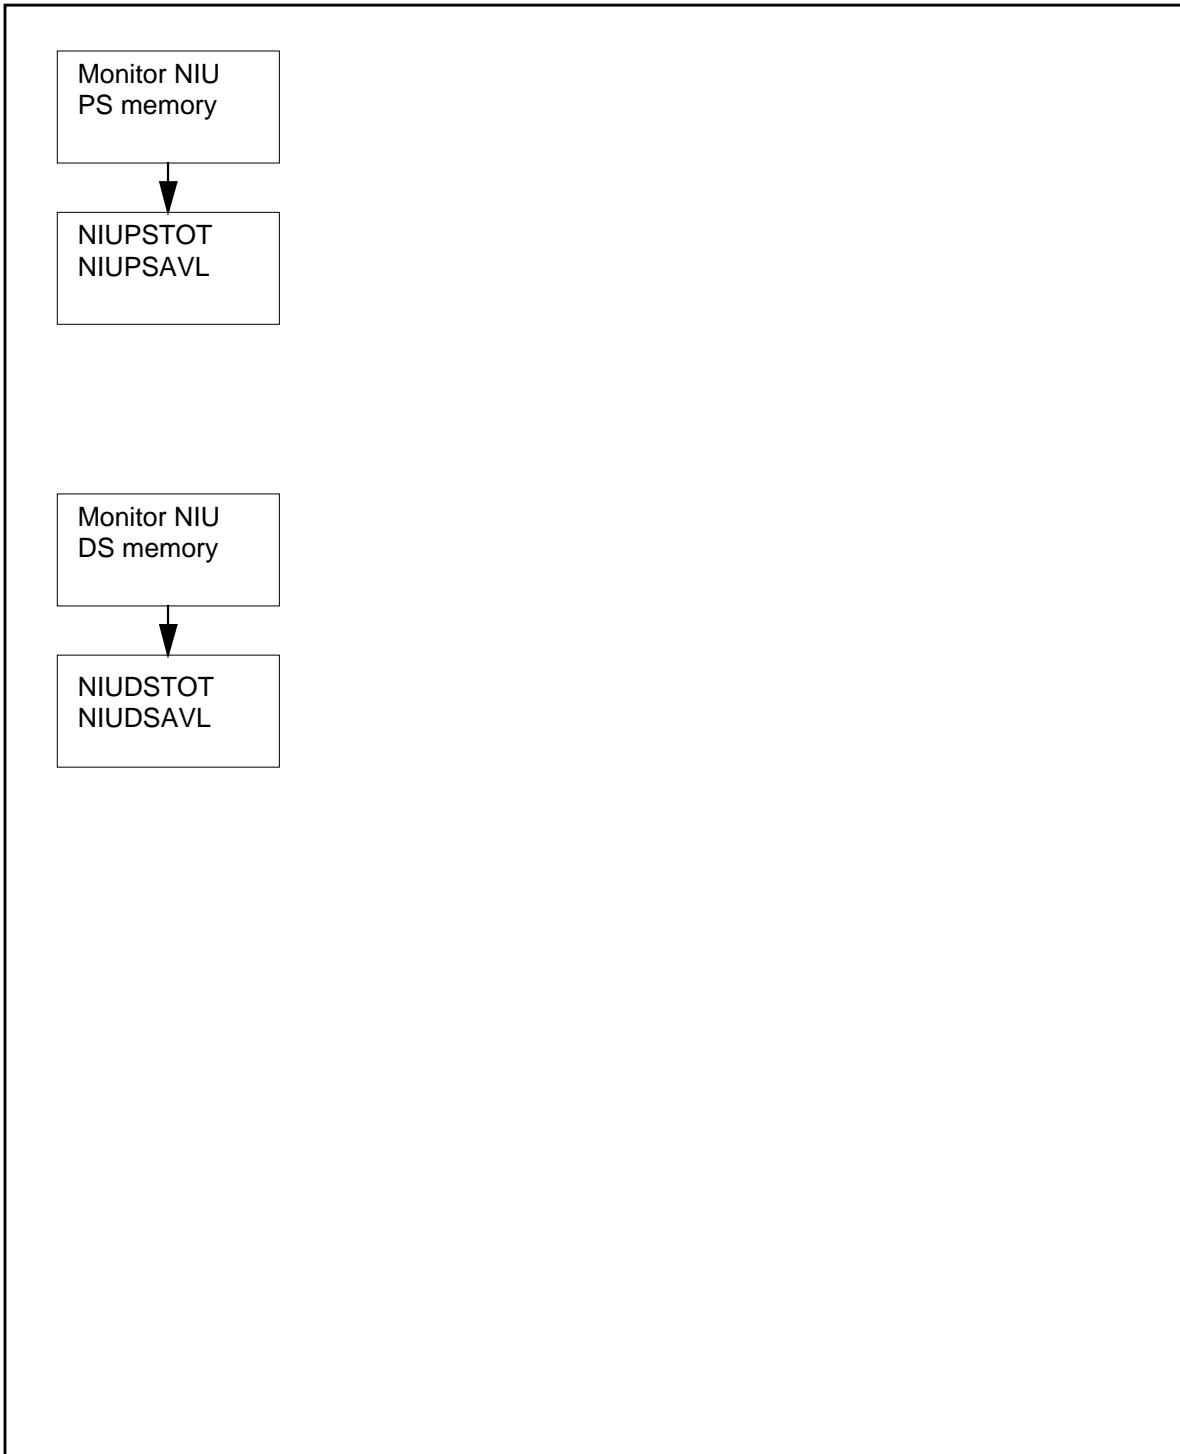 Monitor NIU
PS memory
NIUPSTOT
NIUPSAVL
Monitor NIU
DS memory
NIUDSTOT
NIUDSAVL